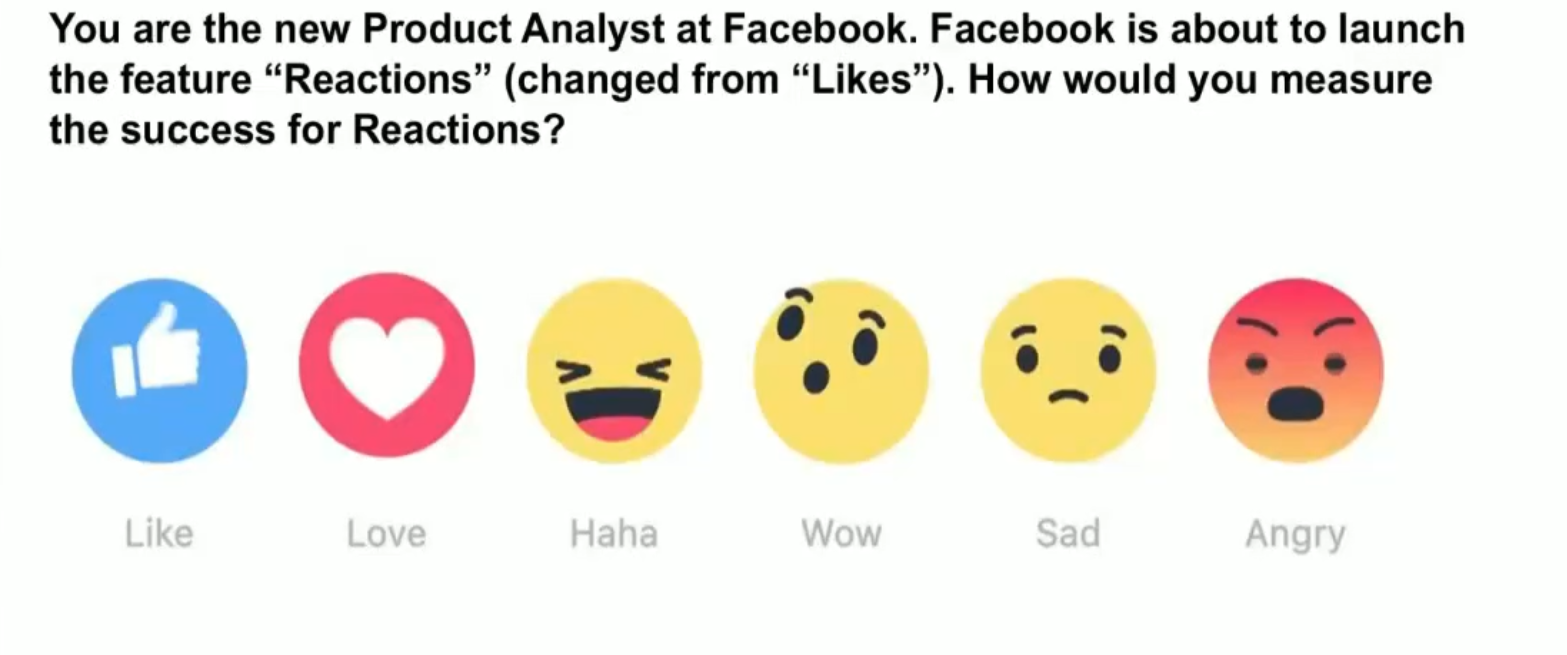 You are the new Product Analyst at Facebook. Facebook is about to launch
the feature “Reactions” (changed from “Likes”). How would you measure
the success for Reactions?
Like Love Haha Wow Sad Angry